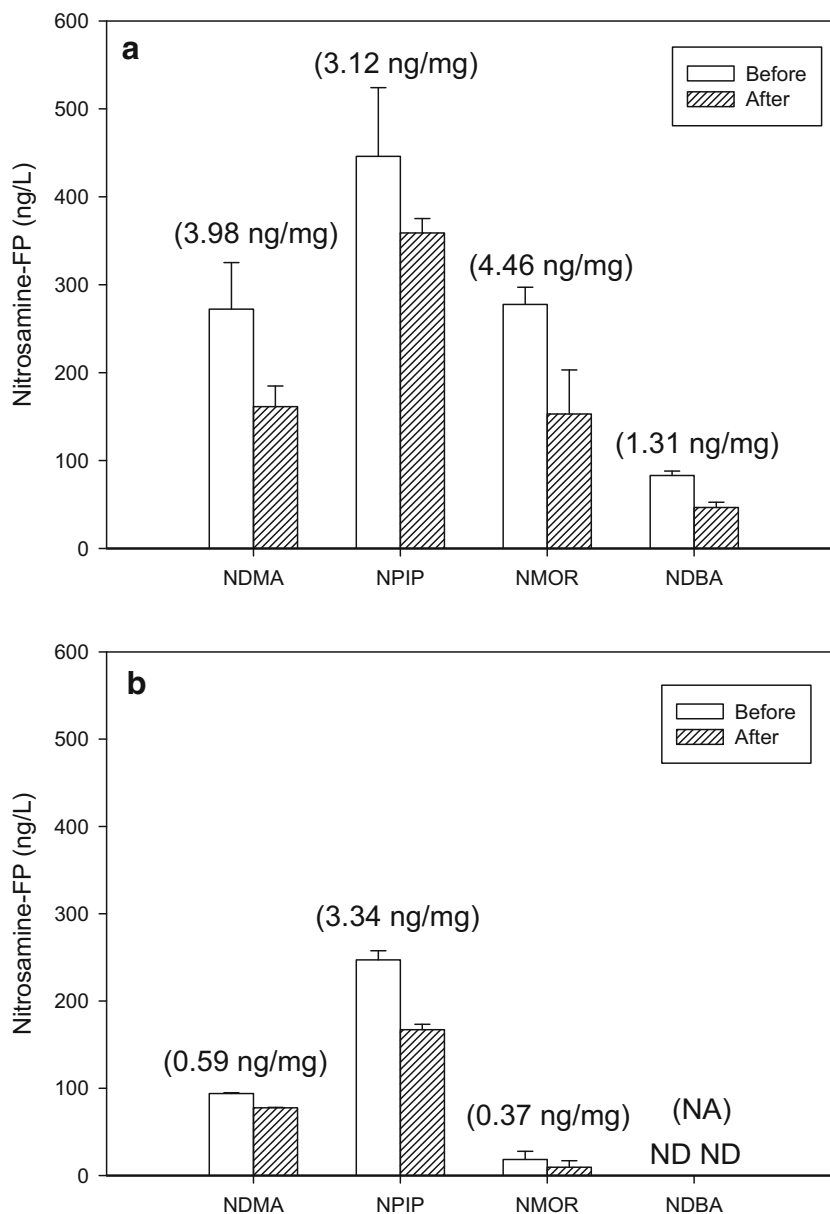 a
600
500
400
300
200
100
0
Nitrosamine-FP (ng/L)
(3.98 ng/mg)
(3.12 ng/mg)
(4.46 ng/mg)
(1.31 ng/mg)
Before
After
NDMA NPIP NMOR NDBA
b
600
500
400
300
200
100
0
Nitrosamine-FP (ng/L)
(0.59 ng/mg)
(3.34 ng/mg)
(0.37 ng/mg)
(NA)
ND ND
Before
After
NDMA NPIP NMOR NDBA